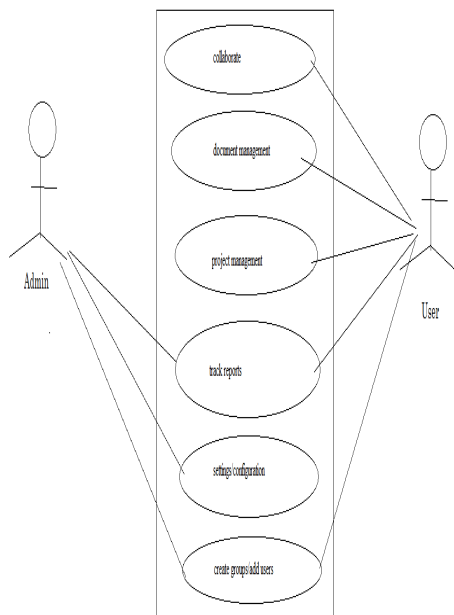 collaborate
document management
project management
Admin
User
track reports
settings/configuration
create groups/add users